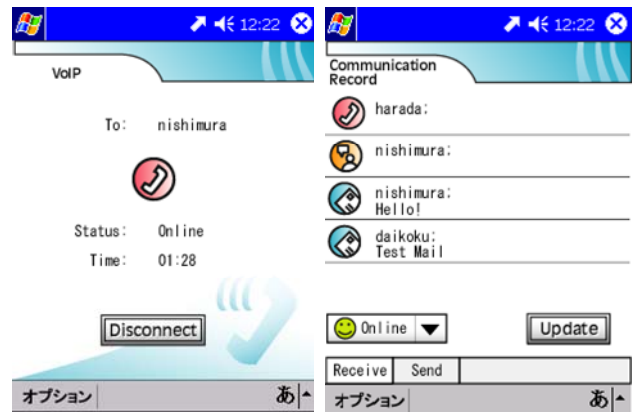 12:22
VoIP
To: nishimura
Status: Online
Time: 01:28
Disconnect
オプション あ
12:22
Communication
Record
harada;
nishimura;
nishimura;
Hello!
daikoku;
Test Mail
Online Update
Receive Send
オプション あ